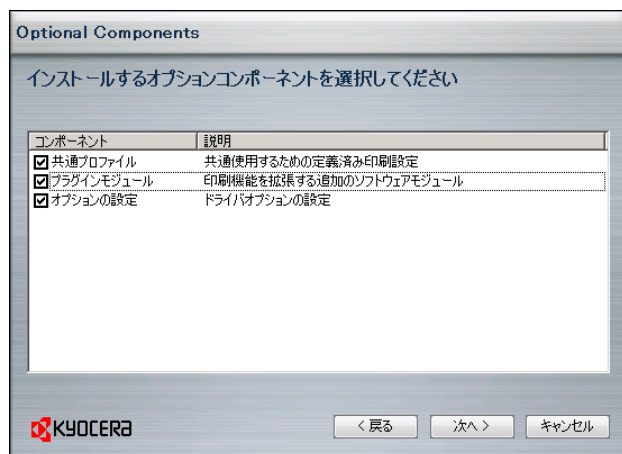 Optional Components
インストールするオプションコンポーネントを選択してください
コンポーネント 説明
共通プロファイル 共通使用するための定義済み印刷設定
プラグインモジュール 印刷機能を拡張する追加のソフトウェアモジュール
オプションの設定 ドライバオプションの設定
KYOCERA
< 戻る 次へ > キャンセル